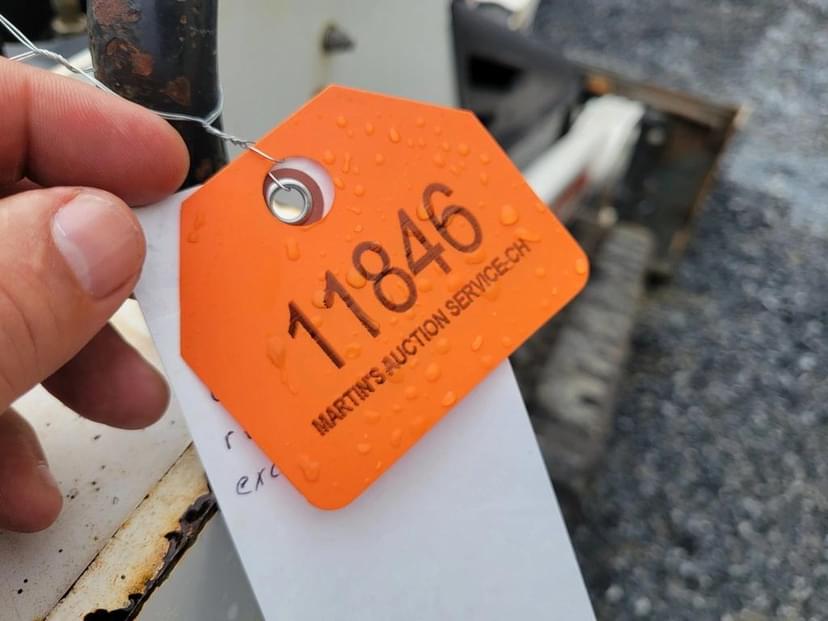 11846
MARTIN'S AUCTION SERVICE-CH